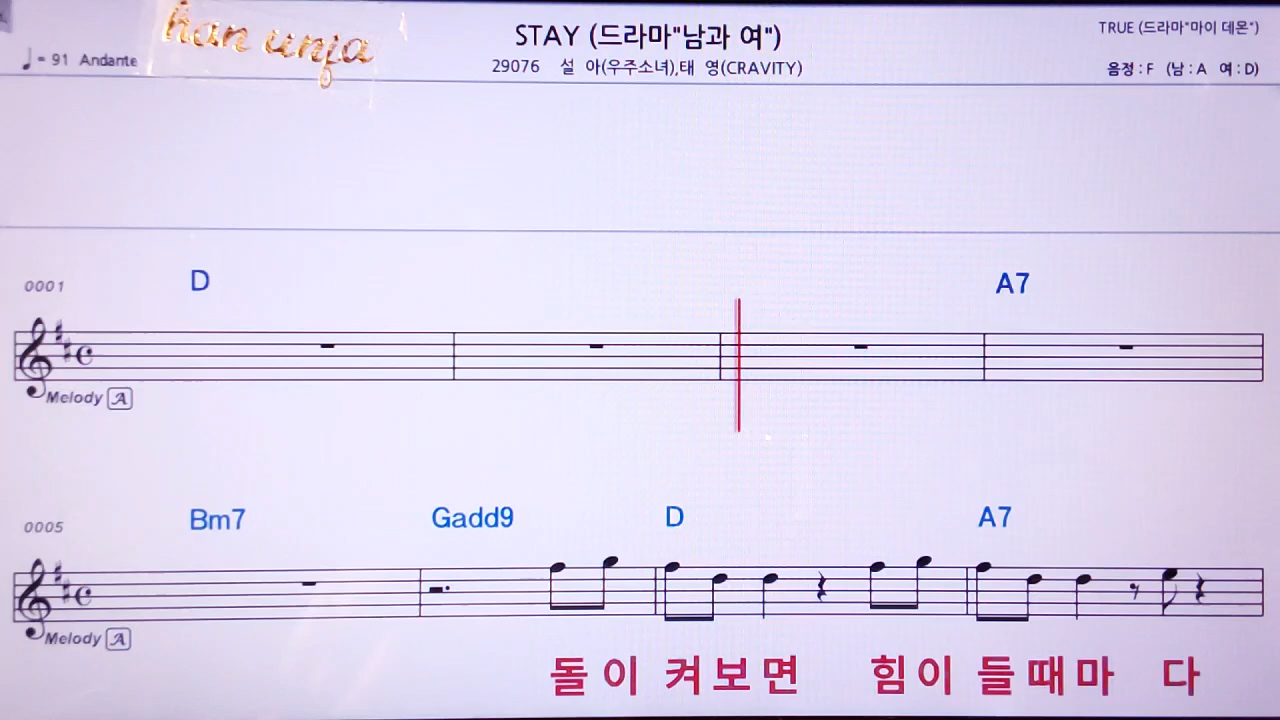 han unja
STAY (드라마"남과 여")
TRUE (드라마"마이 데몬")
♩= 91 Andante
29076 설 아(우주소녀),태 영(CRAVITY)
음정 : F (남 : A 여 : D)
0001 D A7
Melody A
0005 Bm7 Gadd9 D A7
Melody A
돌이 켜보면 힘이 들때마 다